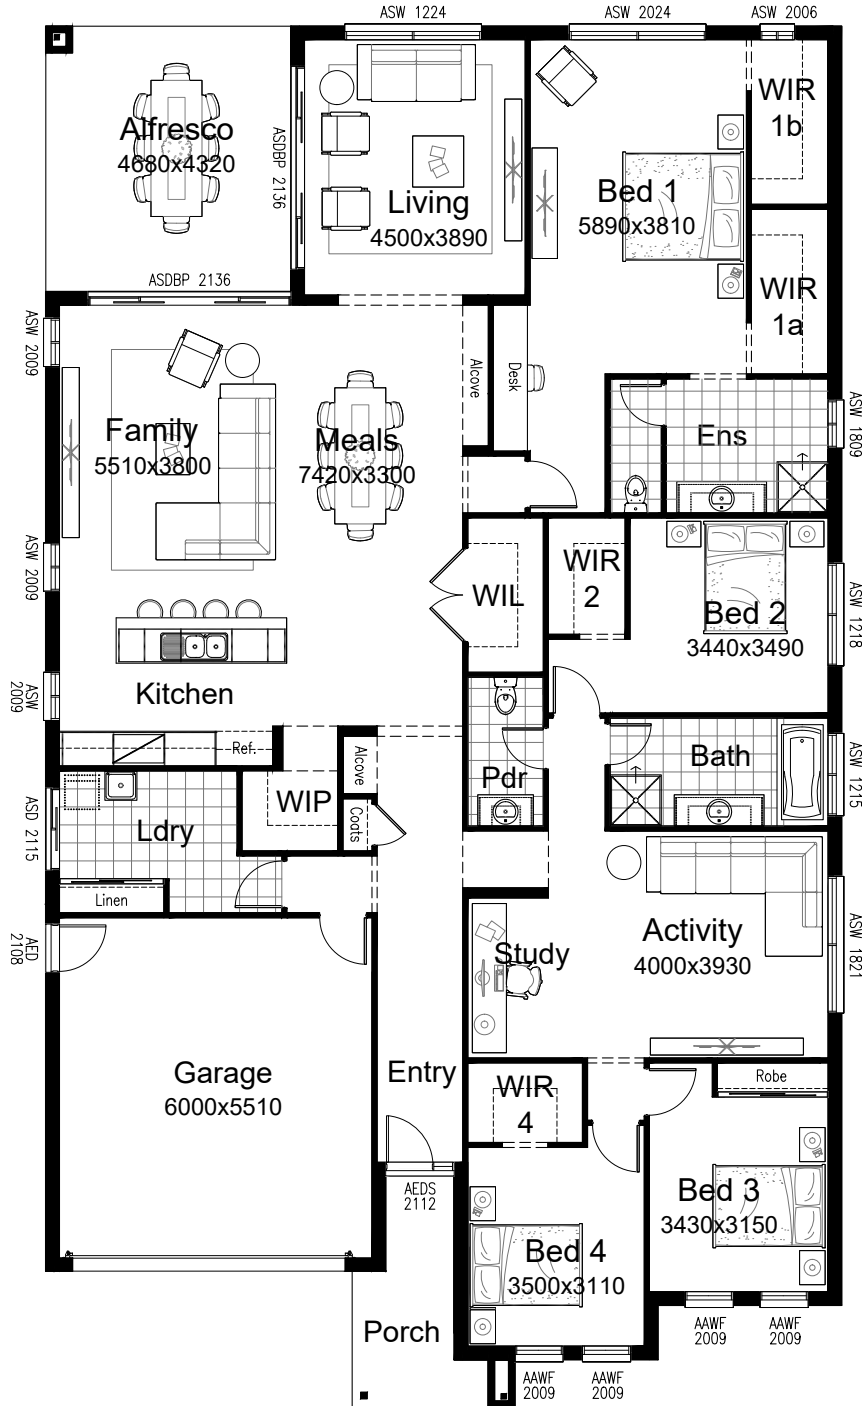 ASW 1224
ASW 2024
ASW 2006
Alfresco
4680x4320
ASDBP 2136
Living
4500x3890
Bed 1
5890x3810
WIR
1b
WIR
1a
ASDBP 2136
ASW 2009
Alcove
Desk
Family
5510x3800
Meals
7420x3300
Ens
ASW 1809
ASW 2009
WIL
WIR
2
Bed 2
3440x3490
ASW 1218
Kitchen
ASW
2009
Ref.
Alcove
Pdr
Bath
ASW 1215
ASD 2115
Ldry
WIP
Coats
Linen
AED
2108
Study
Activity
4000x3930
ASW 1821
Garage
6000x5510
Entry
WIR
4
Robe
AEDS
2112
Bed 3
3430x3150
Bed 4
3500x3110
Porch
AAWF
2009
AAWF
2009
AAWF
2009
AAWF
2009